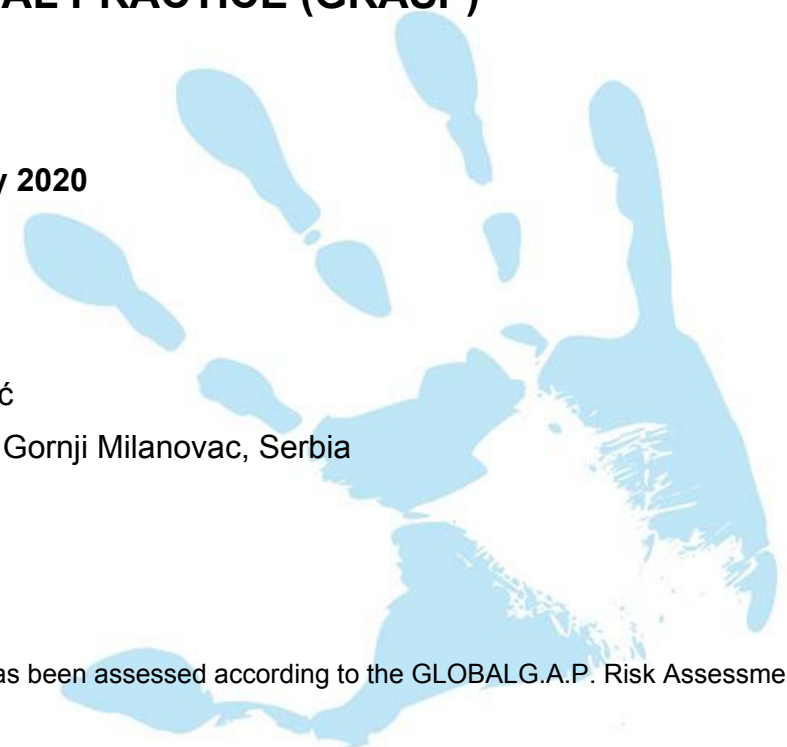 AL PRACTICE (GRASP)
y 2020
ć
Gornji Milanovac, Serbia
as been assessed according to the GLOBALG.A.P. Risk Assessme